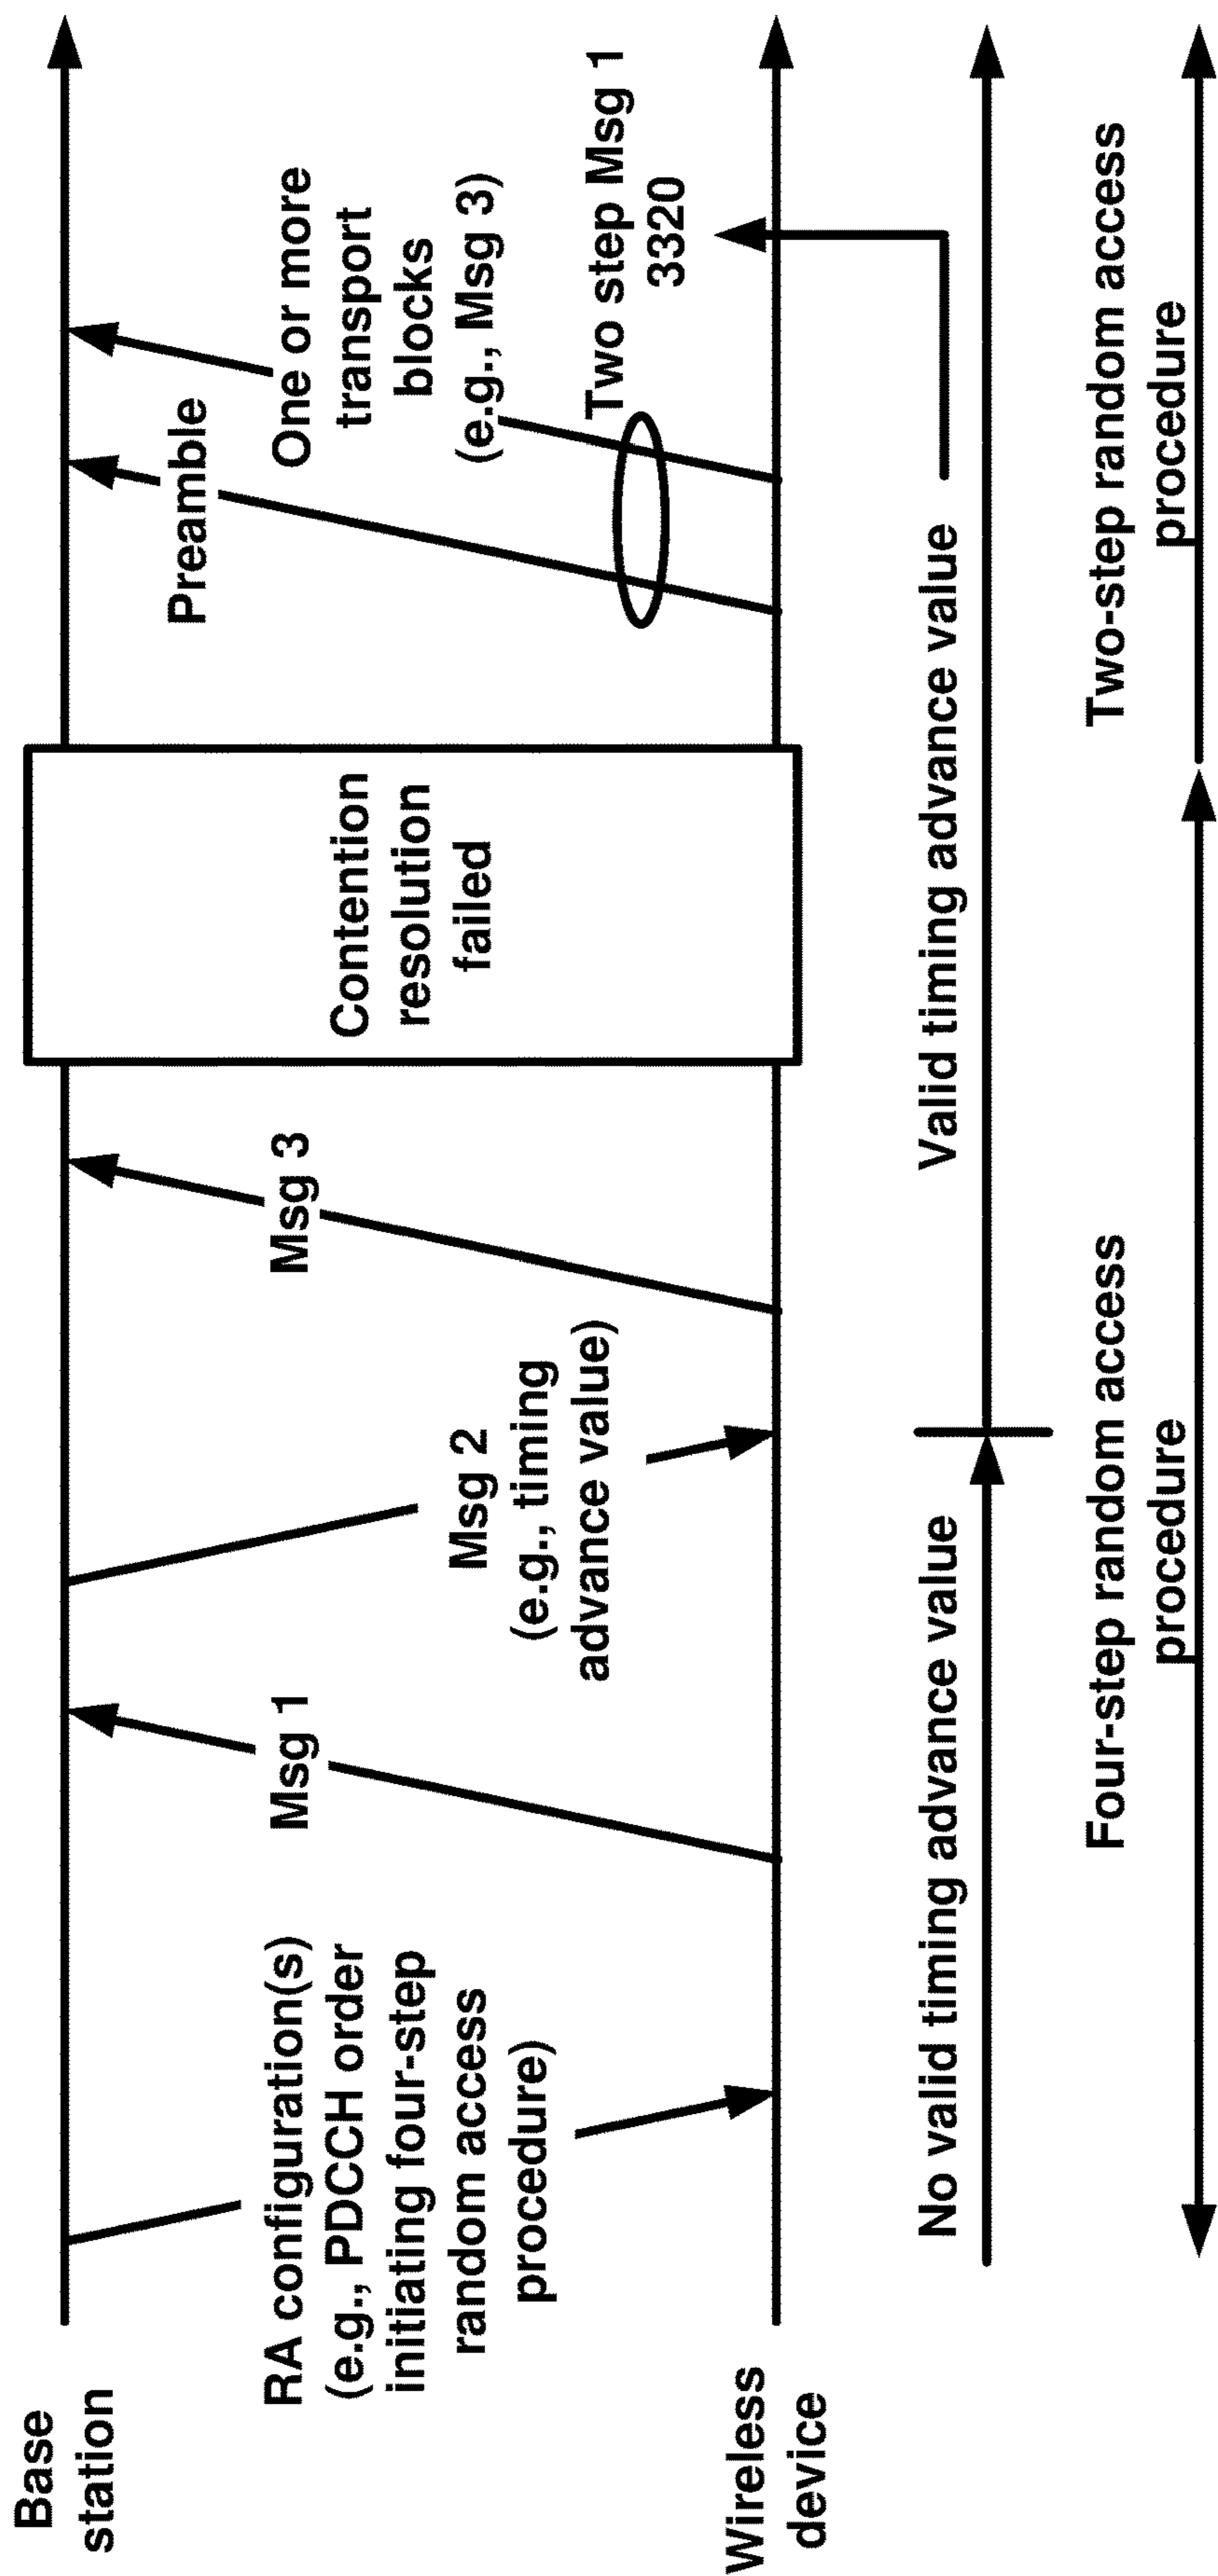 Base
station
RA configuration(s)
(e.g., PDCCH order
initiating four-step
random access
procedure)
Msg 1
Msg 2
(e.g., timing
advance value)
Msg 3
Contention
resolution
failed
Preamble
One or more
transport
blocks
(e.g., Msg 3)
Two step Msg 1
3320
Wireless
device
No valid timing advance value
Valid timing advance value
Four-step random access
procedure
Two-step random access
procedure